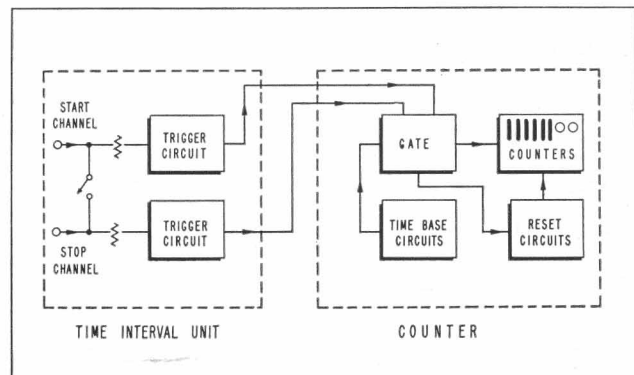 START
CHANNEL
TRIGGER
CIRCUIT
STOP
CHANNEL
TRIGGER
CIRCUIT
TIME INTERVAL UNIT
GATE
COUNTERS
TIME BASE
CIRCUITS
RESET
CIRCUITS
COUNTER